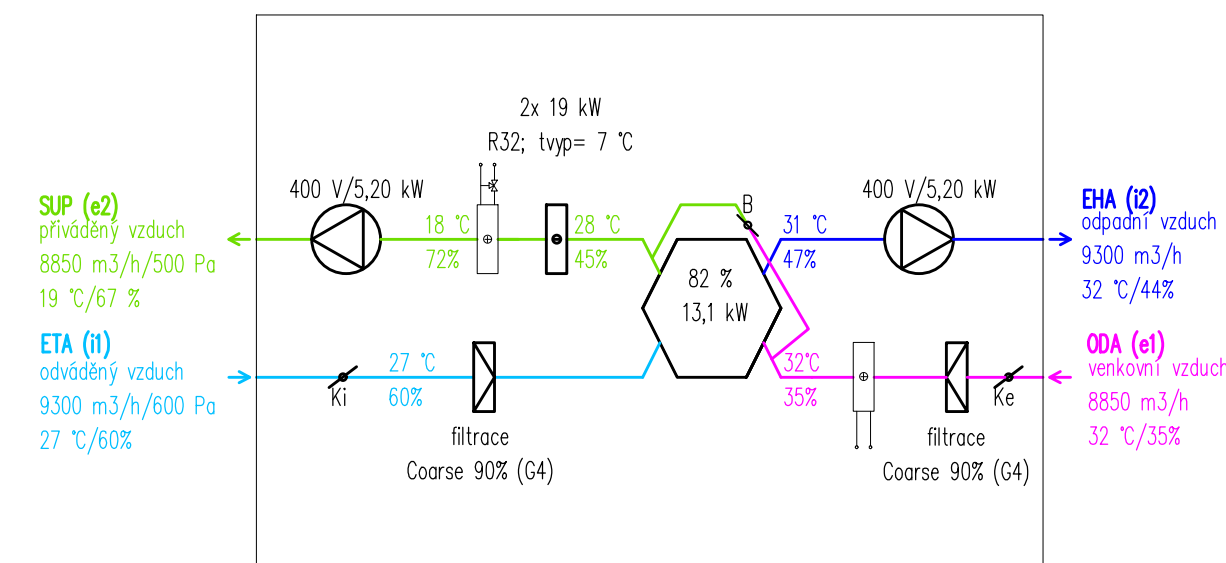 2x 19 kW
R32; tvyp= 7 °C
400 V/5,20 kW
400 V/5,20 kW
SUP (e2)
přiváděný vzduch
8850 m3/h/500 Pa
19 °C/67 %
18 °C
72%
28 °C
45%
B
31 °C
47%
EHA (i2)
odpadní vzduch
9300 m3/h
32 °C/44%
82 %
13,1 kW
ETA (i1)
odváděný vzduch
9300 m3/h/600 Pa
27 °C/60%
Ki
27 °C
60%
filtrace
Coarse 90% (G4)
32°C
35%
Ke
filtrace
Coarse 90% (G4)
ODA (e1)
venkovní vzduch
8850 m3/h
32 °C/35%